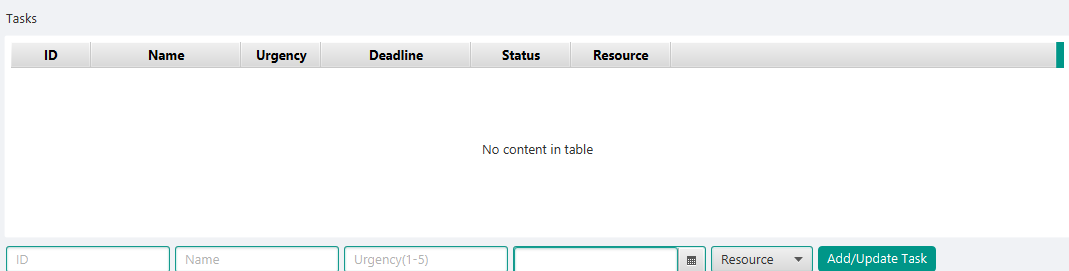 Tasks
ID Name Urgency Deadline Status Resource
No content in table
ID Name Urgency(1-5) Resource Add/Update Task